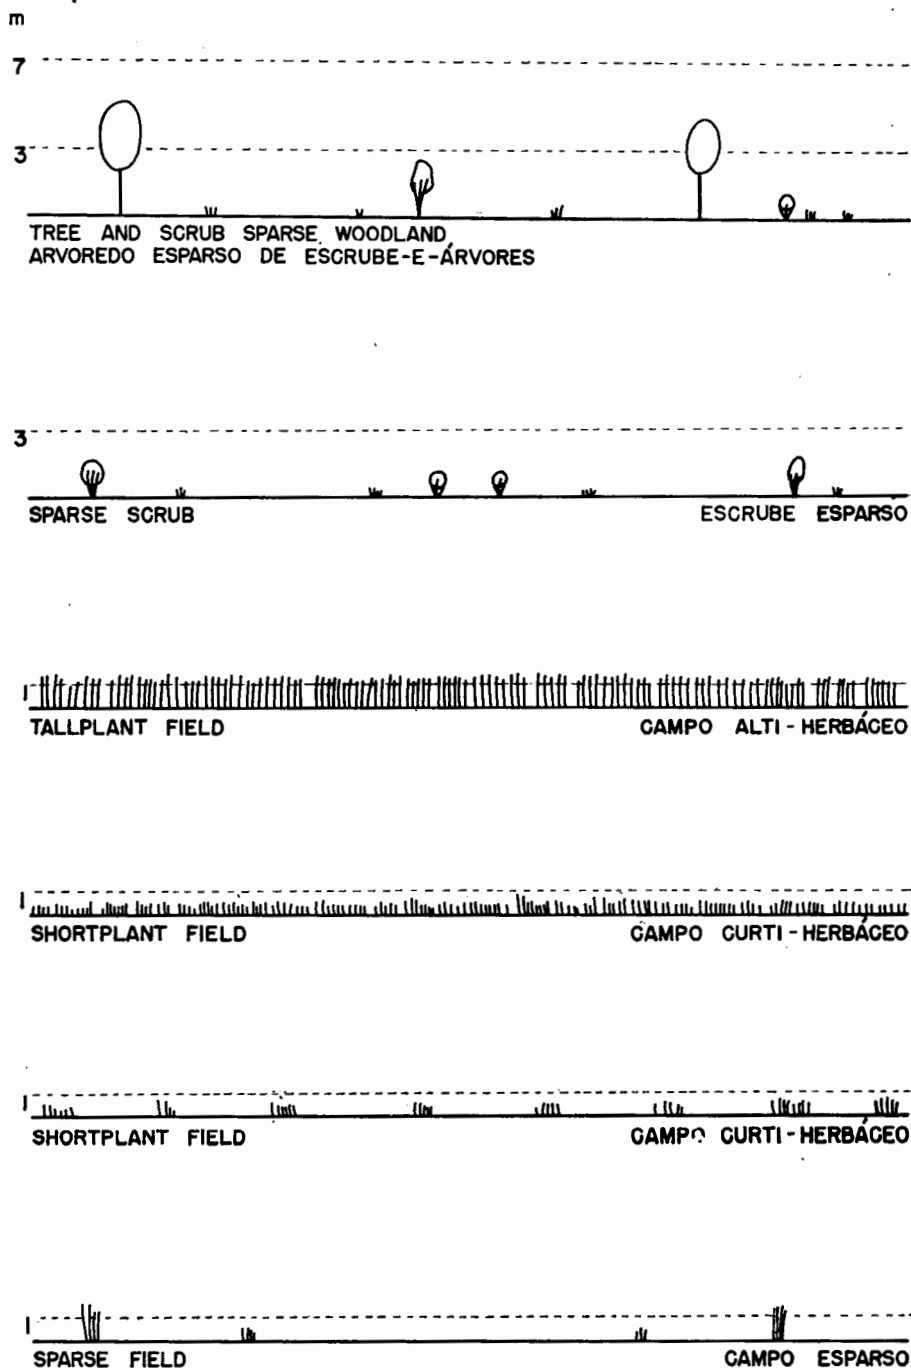 m
7
3
TREE AND SCRUB SPARSE WOODLAND
ARVOREDO ESPARSO DE ESCRUBE-E-ÁRVORES
3
SPARSE SCRUB ESCRUBE ESPARSO
1
TALLPLANT FIELD CAMPO ALTI-HERBÁCEO
1
SHORTPLANT FIELD CAMPO CURTI-HERBÁCEO
1
SHORTPLANT FIELD CAMPO CURTI-HERBÁCEO
1
SPARSE FIELD CAMPO ESPARSO